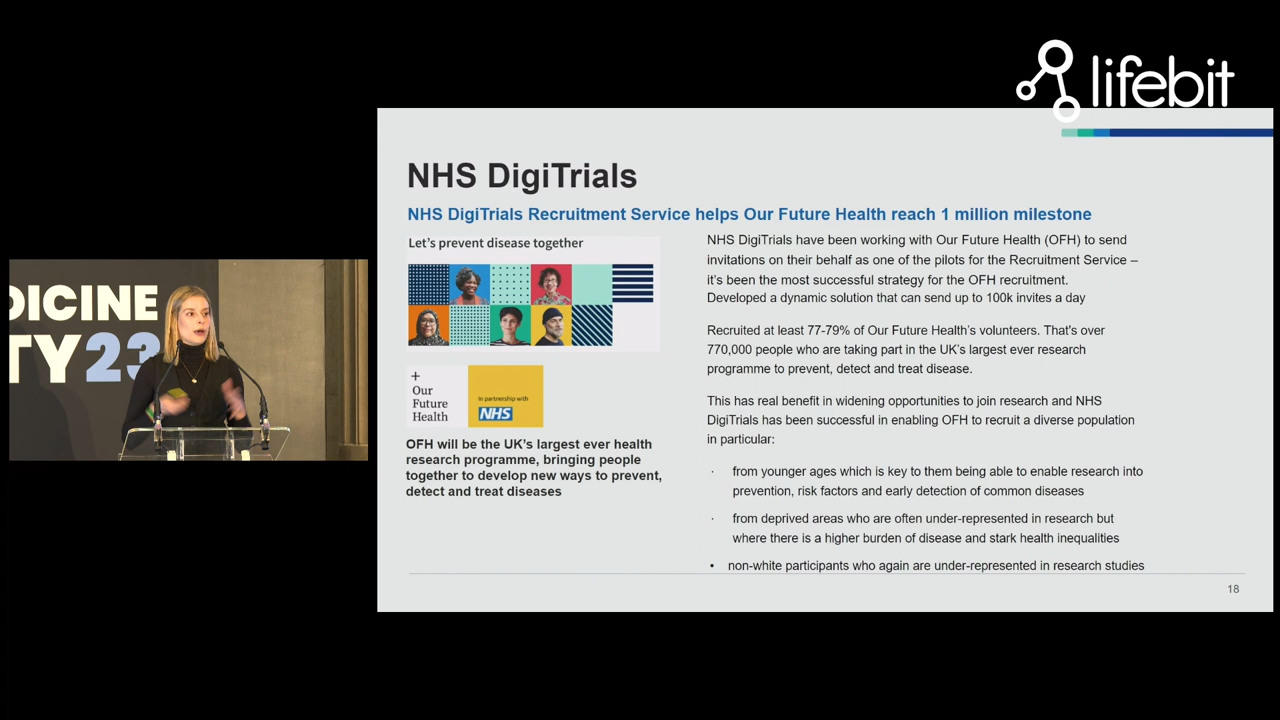 lifebit
NHS DigiTrials
NHS DigiTrials Recruitment Service helps Our Future Health reach 1 million milestone
Let's prevent disease together
+
Our
Future
Health
In partnership with
NHS
OFH will be the UK's largest ever health
research programme, bringing people
together to develop new ways to prevent,
detect and treat diseases
NHS DigiTrials have been working with Our Future Health (OFH) to send
invitations on their behalf as one of the pilots for the Recruitment Service –
it's been the most successful strategy for the OFH recruitment.
Developed a dynamic solution that can send up to 100k invites a day
Recruited at least 77-79% of Our Future Health's volunteers. That's over
770,000 people who are taking part in the UK's largest ever research
programme to prevent, detect and treat disease.
This has real benefit in widening opportunities to join research and NHS
DigiTrials has been successful in enabling OFH to recruit a diverse population
in particular:
· from younger ages which is key to them being able to enable research into
prevention, risk factors and early detection of common diseases
· from deprived areas who are often under-represented in research but
where there is a higher burden of disease and stark health inequalities
• non-white participants who again are under-represented in research studies
18
DICINE
TY23